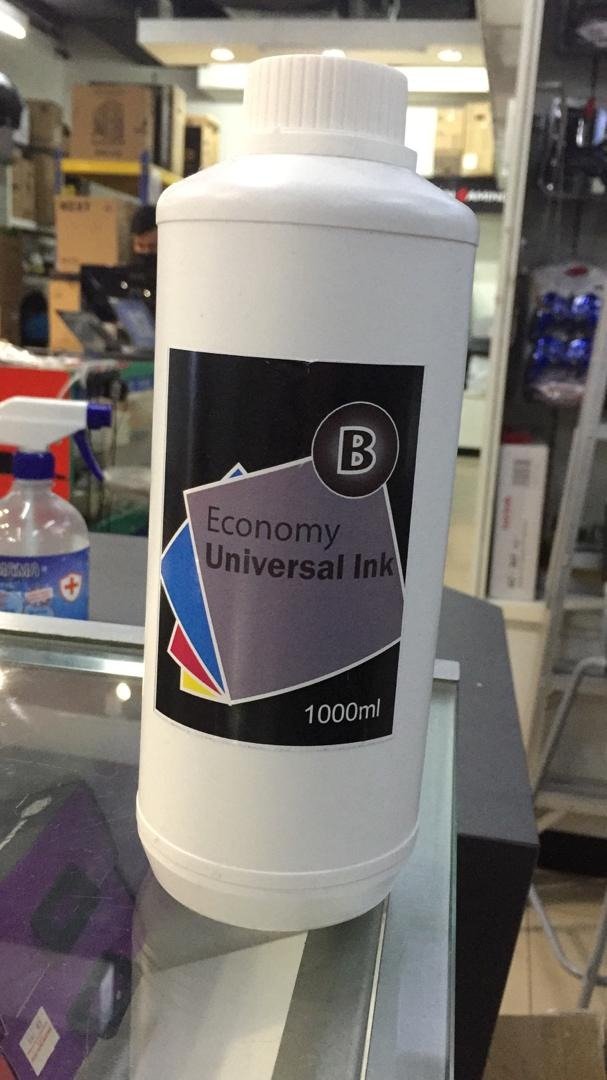 B
Economy
Universal Ink
1000ml